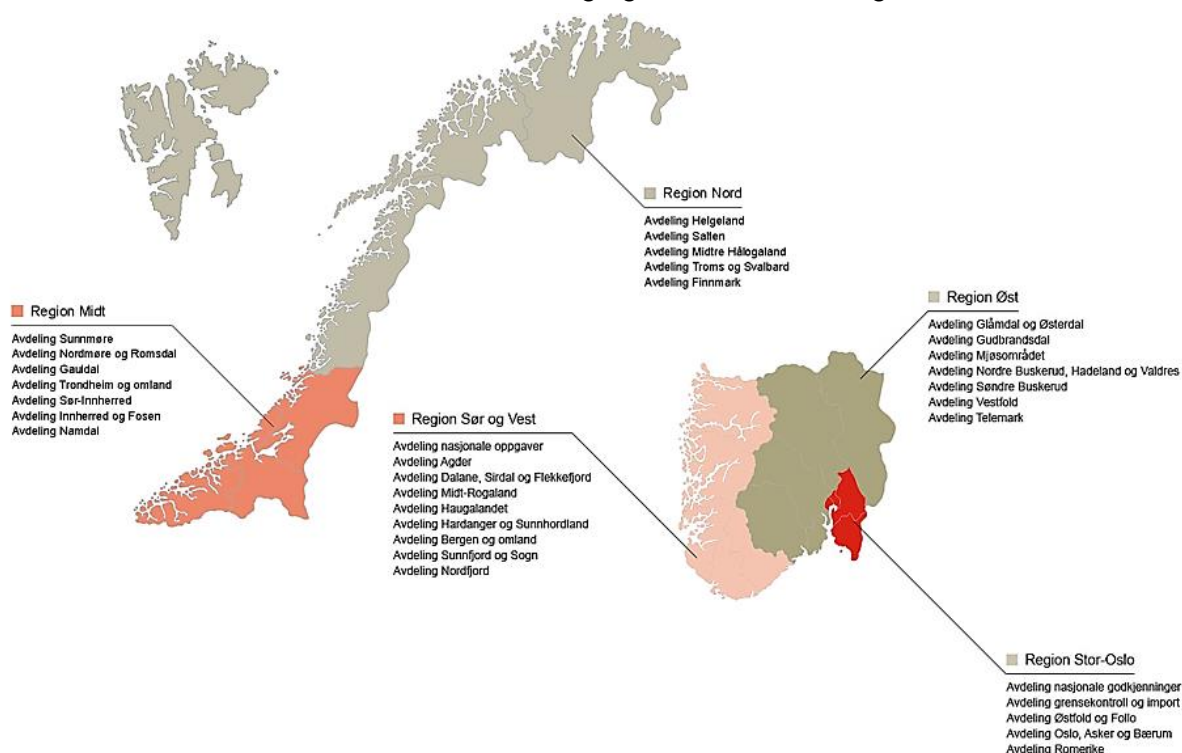 Region Nord
Avdeling Helgeland
Avdeling Salten
Avdeling Midtre Hålogaland
Avdeling Troms og Svalbard
Avdeling Finnmark
Region Midt
Avdeling Sunnmøre
Avdeling Nordmøre og Romsdal
Avdeling Gauldal
Avdeling Trondheim og omland
Avdeling Sør-Innherred
Avdeling Innherred og Fosen
Avdeling Namdal
Region Øst
Avdeling Glåmdal og Østerdal
Avdeling Gudbrandsdal
Avdeling Mjøsområdet
Avdeling Nordre Buskerud, Hadeland og Valdres
Avdeling Søndre Buskerud
Avdeling Vestfold
Avdeling Telemark
Region Sør og Vest
Avdeling nasjonale oppgaver
Avdeling Agder
Avdeling Dalane, Sirdal og Flekkefjord
Avdeling Midt-Rogaland
Avdeling Haugalandet
Avdeling Hardanger og Sunnhordland
Avdeling Bergen og omland
Avdeling Sunnfjord og Sogn
Avdeling Nordfjord
Region Stor-Oslo
Avdeling nasjonale godkjenninger
Avdeling grensekontroll og import
Avdeling Østfold og Follo
Avdeling Oslo, Asker og Bærum
Avdeling Romerike